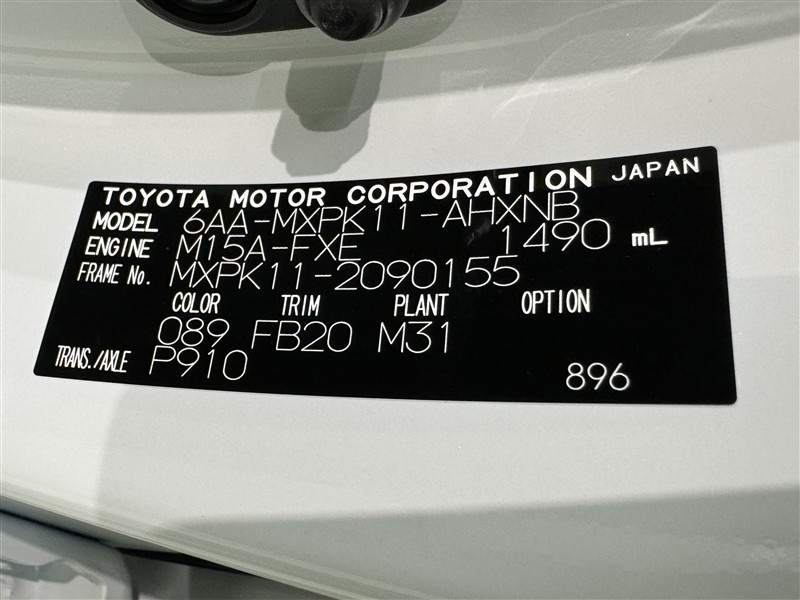 TOYOTA MOTOR CORPORATION JAPAN
MODEL 6AA-MXPK11-AHXNB
ENGINE M15A-FXE 1490 mL
FRAME No. MXPK11-2090155
COLOR TRIM PLANT OPTION
089 FB20 M31
TRANS./AXLE P910
896